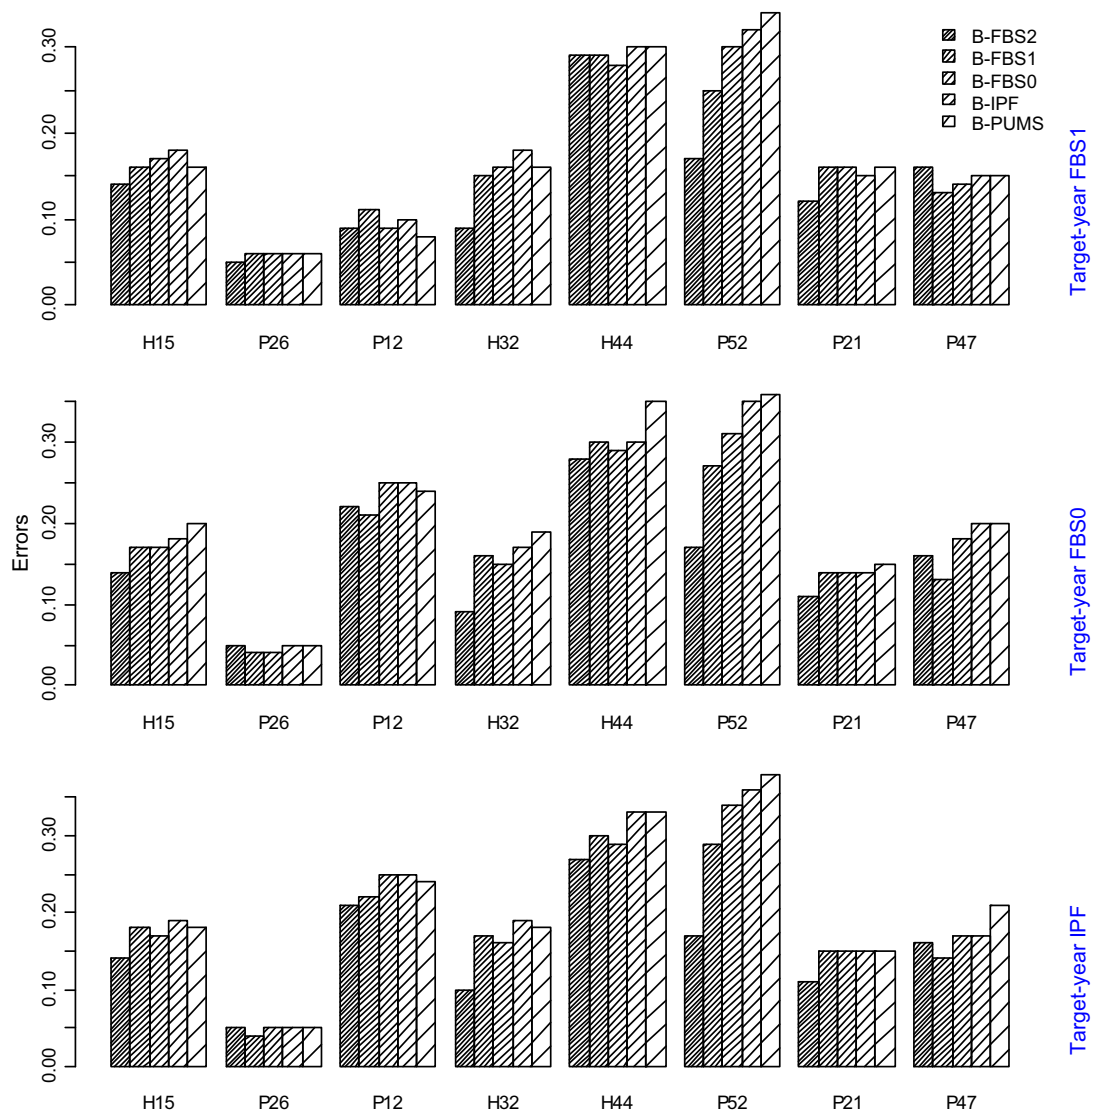 B-FBS2
B-FBS1
B-FBS0
B-IPF
B-PUMS
0.30
0.20
0.10
0.00
H15 P26 P12 H32 H44 P52 P21 P47
Target-year FBS1
Errors
0.30
0.20
0.10
0.00
H15 P26 P12 H32 H44 P52 P21 P47
Target-year FBS0
0.30
0.20
0.10
0.00
H15 P26 P12 H32 H44 P52 P21 P47
Target-year IPF